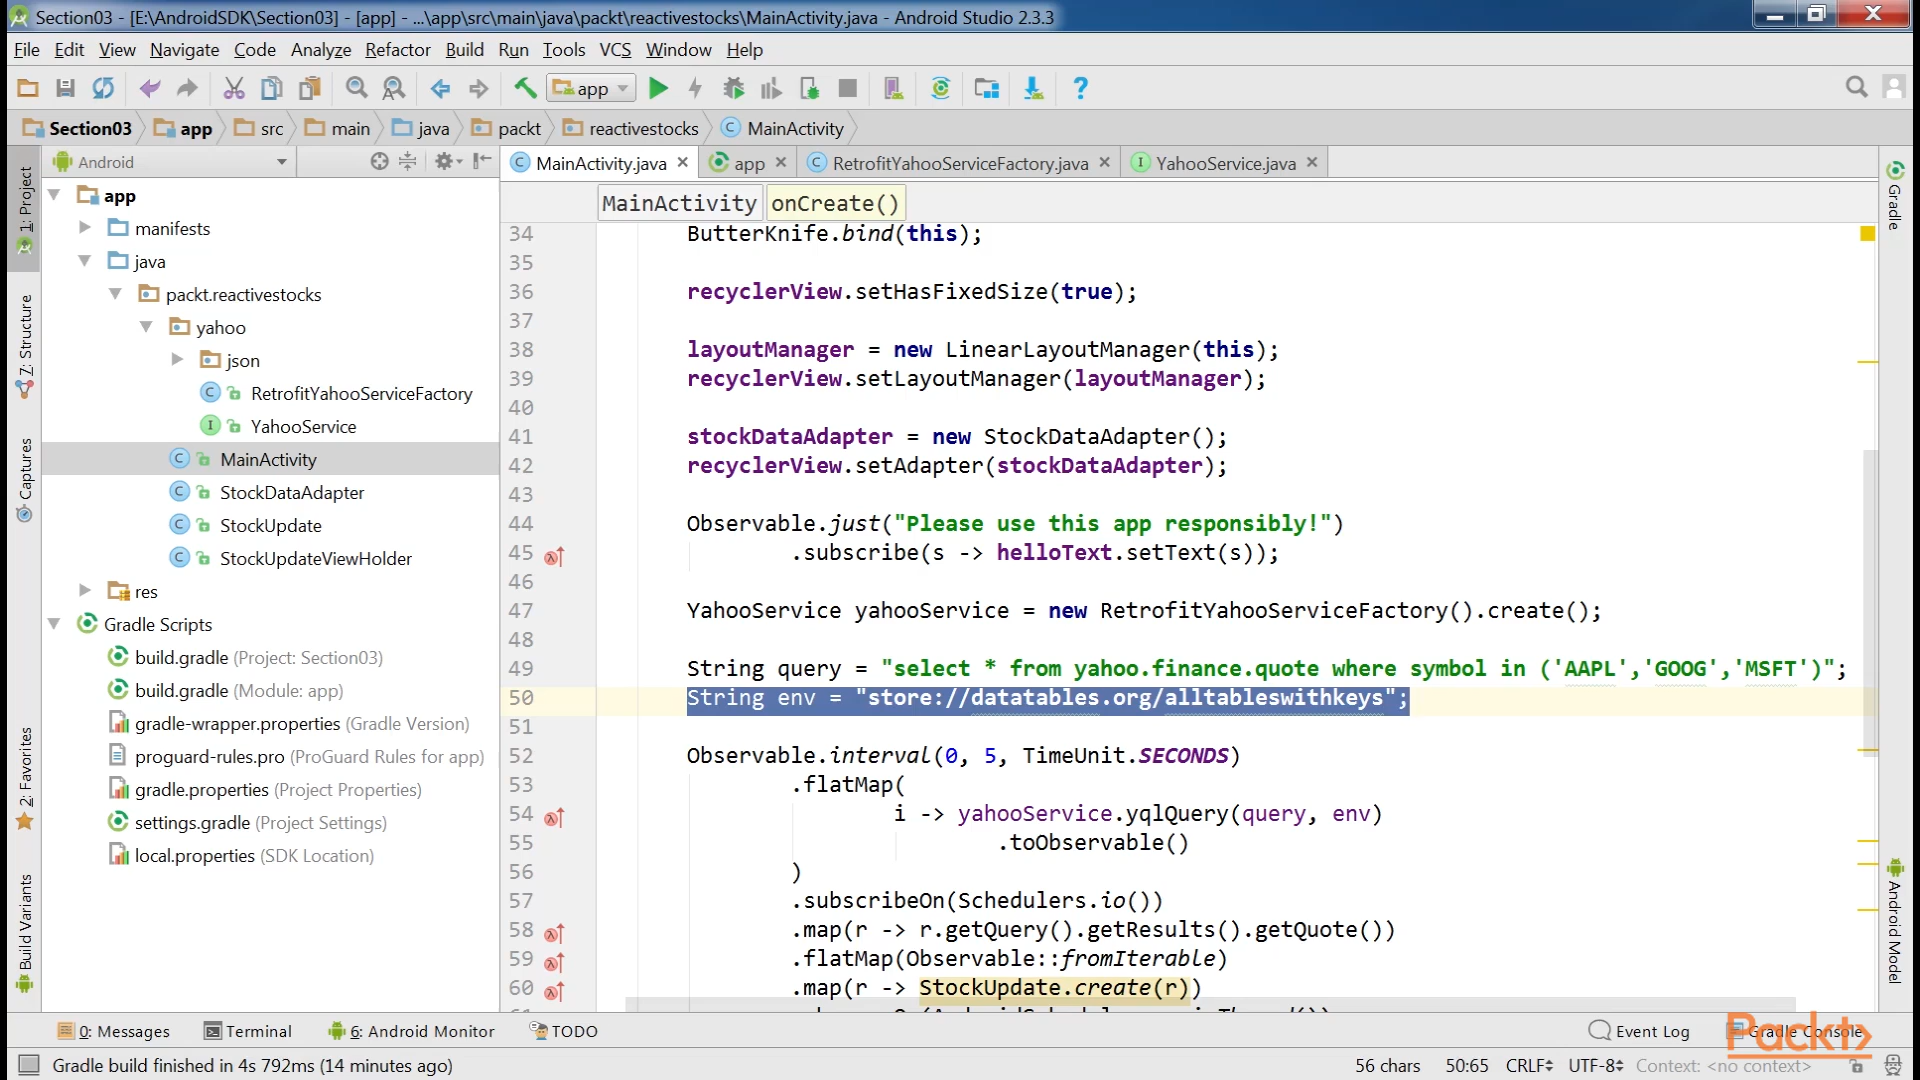 Section03 - [E:\AndroidSDK\Section03] - [app] - ...\app\src\main\java\packt\reactivestocks\MainActivity.java - Android Studio 2.3.3
File Edit View Navigate Code Analyze Refactor Build Run Tools VCS Window Help
app
Section03 app src main java packt reactivestocks MainActivity
Android
MainActivity.java app RetrofitYahooServiceFactory.java YahooService.java
MainActivity onCreate()
1: Project
Z: Structure
Captures
2: Favorites
Build Variants
app
manifests
java
packt.reactivestocks
yahoo
json
RetrofitYahooServiceFactory
YahooService
MainActivity
StockDataAdapter
StockUpdate
StockUpdateViewHolder
res
Gradle Scripts
build.gradle (Project: Section03)
build.gradle (Module: app)
gradle-wrapper.properties (Gradle Version)
proguard-rules.pro (ProGuard Rules for app)
gradle.properties (Project Properties)
settings.gradle (Project Settings)
local.properties (SDK Location)
34 ButterKnife.bind(this);
35
36 recyclerView.setHasFixedSize(true);
37
38 layoutManager = new LinearLayoutManager(this);
39 recyclerView.setLayoutManager(layoutManager);
40
41 stockDataAdapter = new StockDataAdapter();
42 recyclerView.setAdapter(stockDataAdapter);
43
44 Observable.just("Please use this app responsibly!")
45 .subscribe(s -> helloText.setText(s));
46
47 YahooService yahooService = new RetrofitYahooServiceFactory().create();
48
49 String query = "select * from yahoo.finance.quote where symbol in ('AAPL','GOOG','MSFT')";
50 String env = "store://datatables.org/alltableswithkeys";
51
52 Observable.interval(0, 5, TimeUnit.SECONDS)
53 .flatMap(
54 i -> yahooService.yqlQuery(query, env)
55 .toObservable()
56 )
57 .subscribeOn(Schedulers.io())
58 .map(r -> r.getQuery().getResults().getQuote())
59 .flatMap(Observable::fromIterable)
60 .map(r -> StockUpdate.create(r))
Gradle
Android Model
0: Messages Terminal 6: Android Monitor TODO Event Log Gradle Console
Packt>
Gradle build finished in 4s 792ms (14 minutes ago) 56 chars 50:65 CRLF UTF-8 Context: <no context>